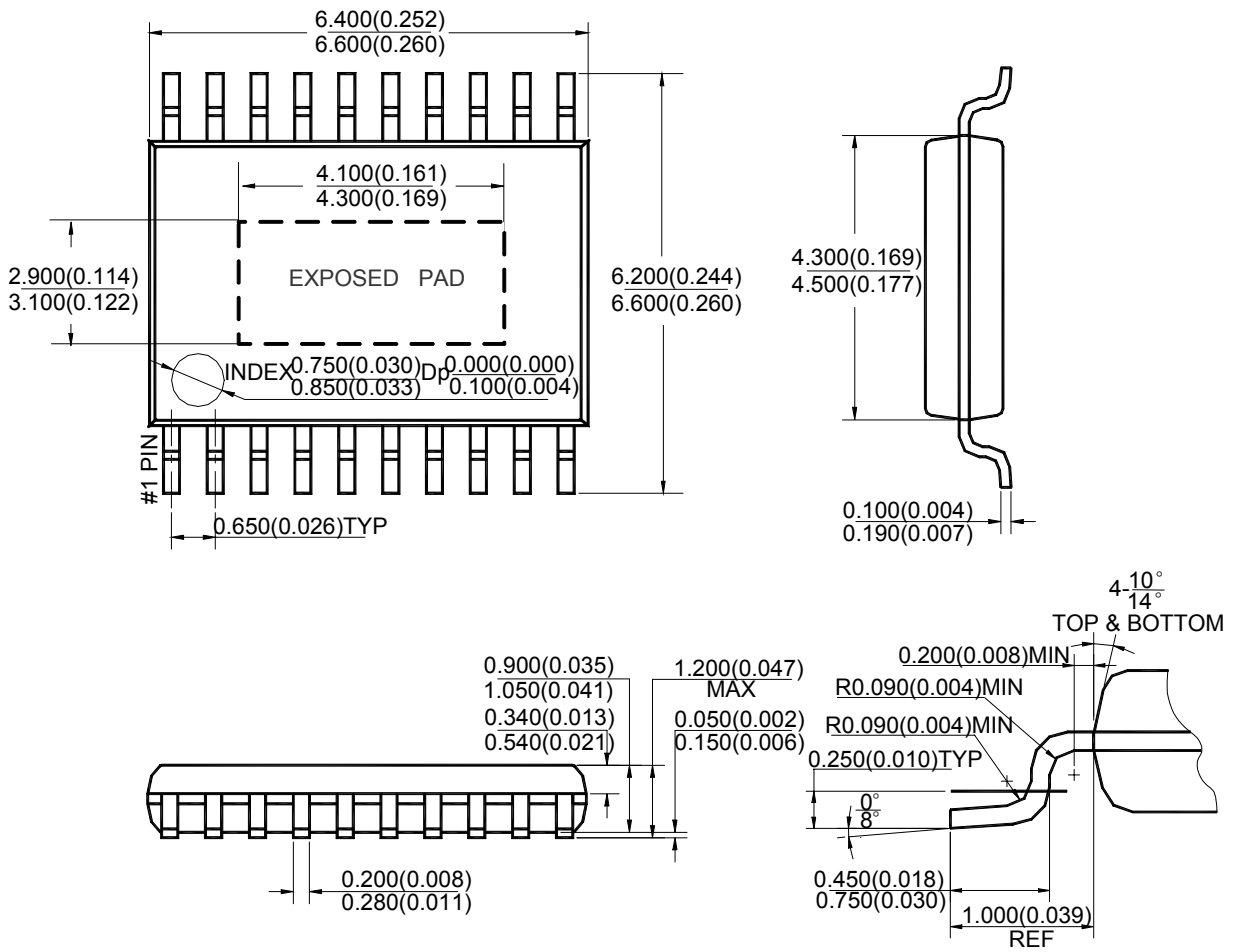 6.400(0.252)
6.600(0.260)
4.100(0.161)
4.300(0.169)
2.900(0.114)
3.100(0.122)
EXPOSED PAD
6.200(0.244)
6.600(0.260)
INDEX 0.750(0.030) Dp 0.000(0.000)
0.850(0.033) 0.100(0.004)
#1 PIN
0.650(0.026)TYP
4.300(0.169)
4.500(0.177)
0.100(0.004)
0.190(0.007)
0.900(0.035)
1.050(0.041)
0.340(0.013)
0.540(0.021)
1.200(0.047)
MAX
0.050(0.002)
0.150(0.006)
0.200(0.008)
0.280(0.011)
4-10°
14°
TOP & BOTTOM
0.200(0.008)MIN
R0.090(0.004)MIN
R0.090(0.004)MIN
0.250(0.010)TYP
0°
8°
0.450(0.018)
0.750(0.030)
1.000(0.039)
REF